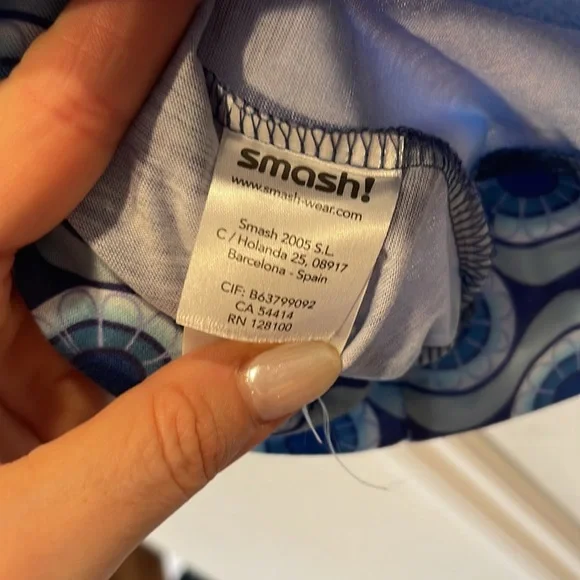 smash!
www.smash-wear.com
Smash 2005 S.L.
C / Holanda 25, 08917
Barcelona - Spain
CIF: B63799092
CA 54414
RN 128100